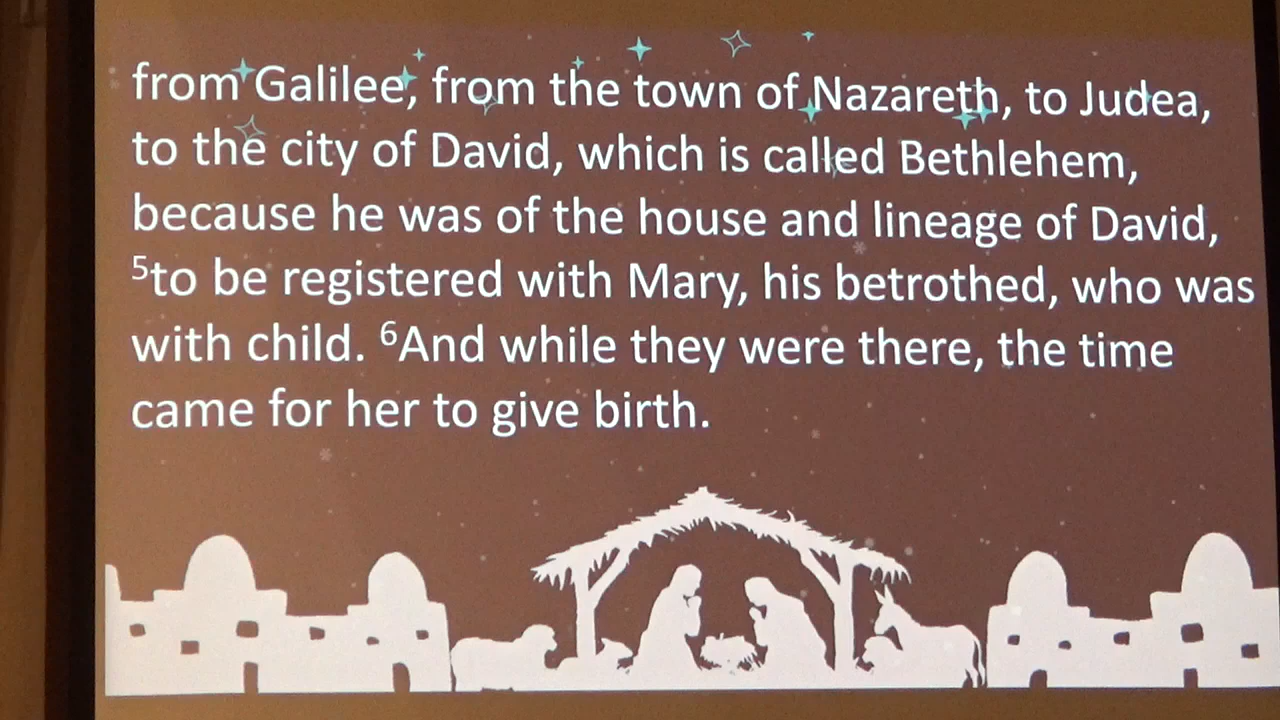 from Galilee, from the town of Nazareth, to Judea,
to the city of David, which is called Bethlehem,
because he was of the house and lineage of David,
⁵to be registered with Mary, his betrothed, who was
with child. ⁶And while they were there, the time
came for her to give birth.